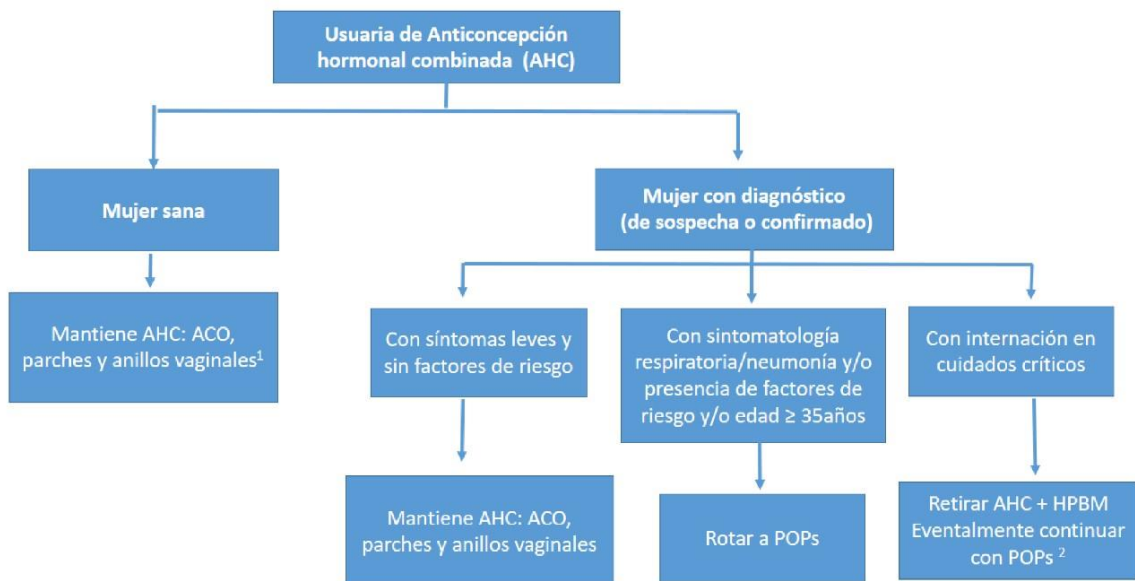 Usuaria de Anticoncepción
hormonal combinada (AHC)
Mujer sana
Mujer con diagnóstico
(de sospecha o confirmado)
Mantiene AHC: ACO,
parches y anillos vaginales¹
Con síntomas leves y
sin factores de riesgo
Con sintomatología
respiratoria/neumonía y/o
presencia de factores de
riesgo y/o edad ≥ 35años
Con internación en
cuidados críticos
Mantiene AHC: ACO,
parches y anillos vaginales
Rotar a POPs
Retirar AHC + HPBM
Eventalmente continuar
con POPs ²